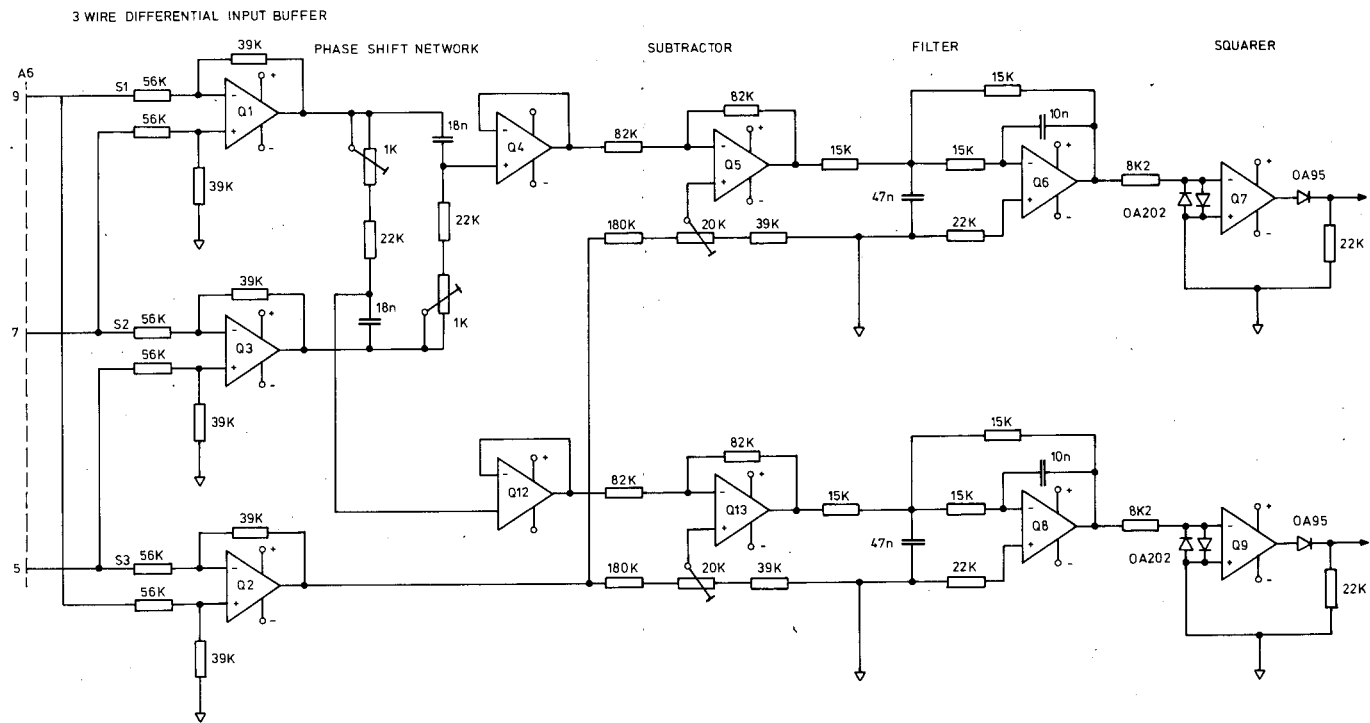 3 WIRE DIFFERENTIAL INPUT BUFFER
PHASE SHIFT NETWORK
SUBTRACTOR
FILTER
SQUARER
A6
9
S1
56K
39K
-
+
Q1
+
-
56K
39K
1K
22K
18n
18n
22K
1K
-
+
Q4
+
-
82K
82K
-
+
Q5
+
-
180K
20K
39K
15K
15K
15K
10n
47n
22K
-
+
Q6
+
-
8K2
OA202
-
+
Q7
+
-
OA95
22K
7
S2
56K
39K
-
+
Q3
+
-
56K
39K
-
+
Q12
+
-
82K
82K
-
+
Q13
+
-
180K
20K
39K
15K
15K
15K
10n
47n
22K
-
+
Q8
+
-
8K2
OA202
-
+
Q9
+
-
OA95
22K
5
S3
56K
39K
-
+
Q2
+
-
56K
39K